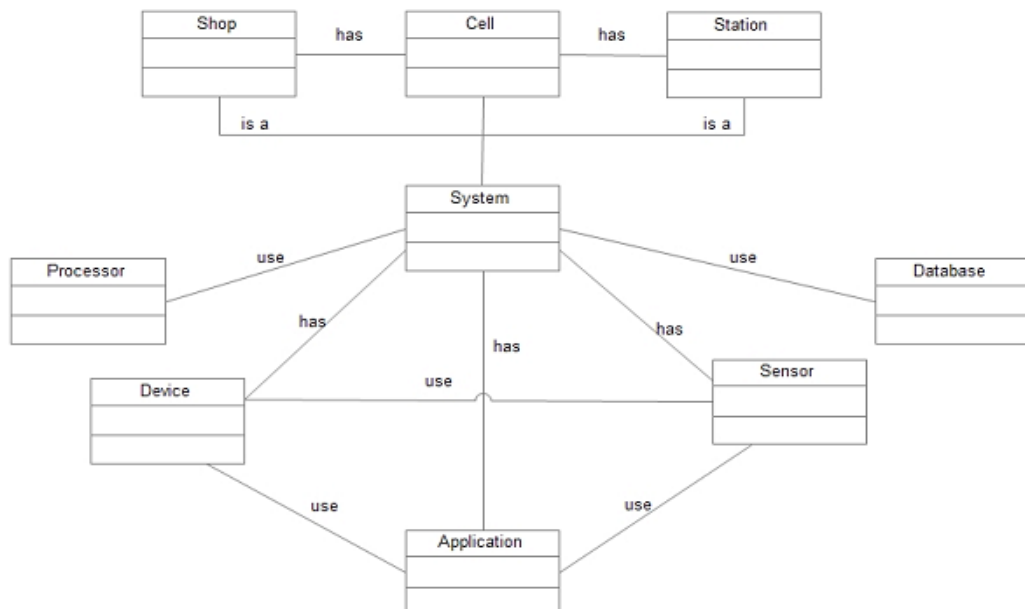 Shop
has
Cell
has
Station
is a
is a
System
use
use
Processor
Database
has
has
has
Device
use
Sensor
use
use
Application